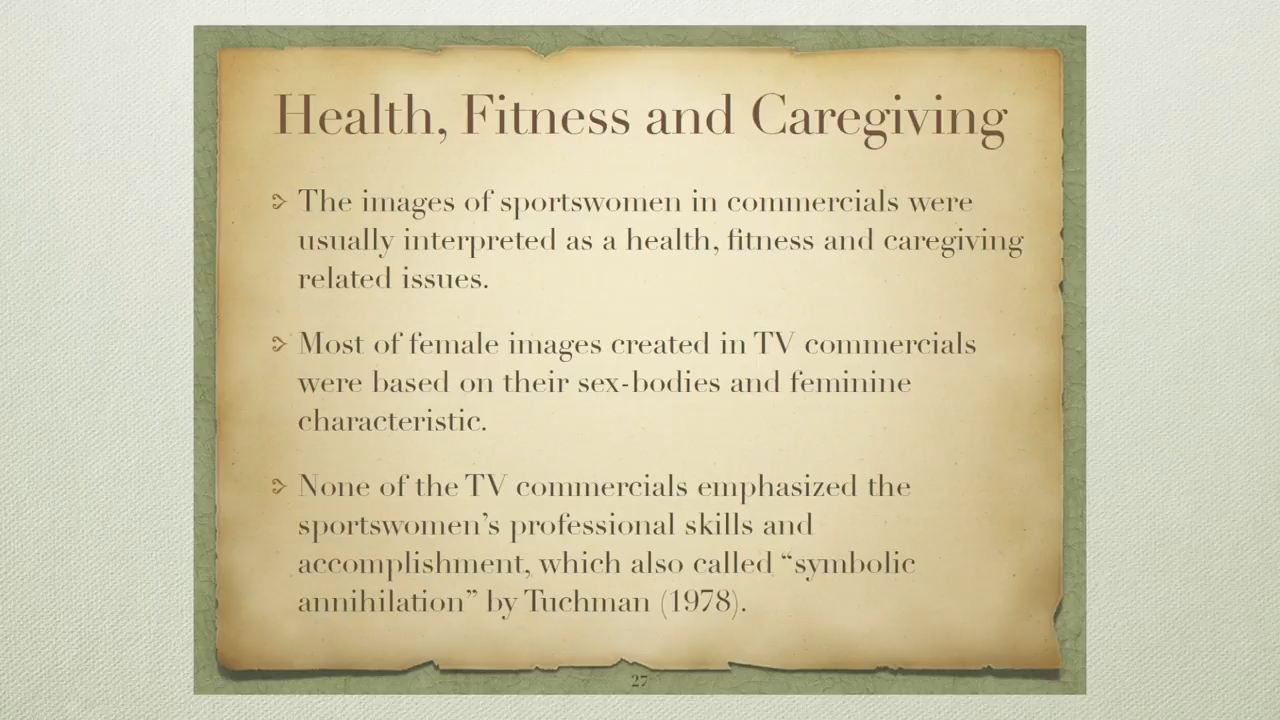 Health, Fitness and Caregiving
The images of sportswomen in commercials were
usually interpreted as a health, fitness and caregiving
related issues.
Most of female images created in TV commercials
were based on their sex-bodies and feminine
characteristic.
None of the TV commercials emphasized the
sportswomen’s professional skills and
accomplishment, which also called “symbolic
annihilation” by Tuchman (1978).
27